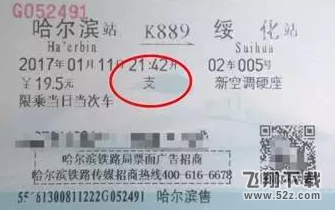 G052491
哈尔滨站 K889 绥化站
Ha'erbin Suihua
2017年01月11日21:42开 02车005号
￥19.5元 支 新空调硬座
限乘当日当次车
哈尔滨铁路局票面广告招商
哈尔滨铁路传媒招商热线400-616-6678
5561300811222G052491 哈尔滨售
飞翔下载
www.52z.com